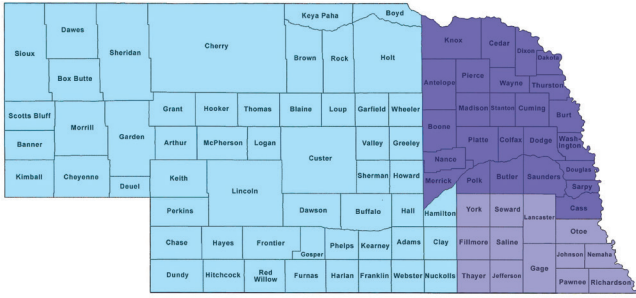 Keya Paha
Boyd
Dawes
Knox
Cedar
Sioux
Sheridan
Cherry
Dixon
Dakota
Brown
Rock
Holt
Box Butte
Antelope
Pierce
Wayne
Thurston
Scotts Bluff
Morrill
Garden
Grant
Hooker
Thomas
Blaine
Loup
Garfield
Wheeler
Madison
Stanton
Cuming
Burt
Boone
Banner
Arthur
McPherson
Logan
Custer
Valley
Greeley
Platte
Colfax
Dodge
Wash-
ington
Nance
Kimball
Cheyenne
Deuel
Keith
Lincoln
Sherman
Howard
Merrick
Polk
Butler
Saunders
Douglas
Sarpy
Perkins
Dawson
Buffalo
Hall
Hamilton
York
Seward
Lancaster
Cass
Otoe
Chase
Hayes
Frontier
Gosper
Phelps
Kearney
Adams
Clay
Fillmore
Saline
Gage
Johnson
Nemaha
Dundy
Hitchcock
Red
Willow
Furnas
Harlan
Franklin
Webster
Nuckolls
Thayer
Jefferson
Pawnee
Richardson